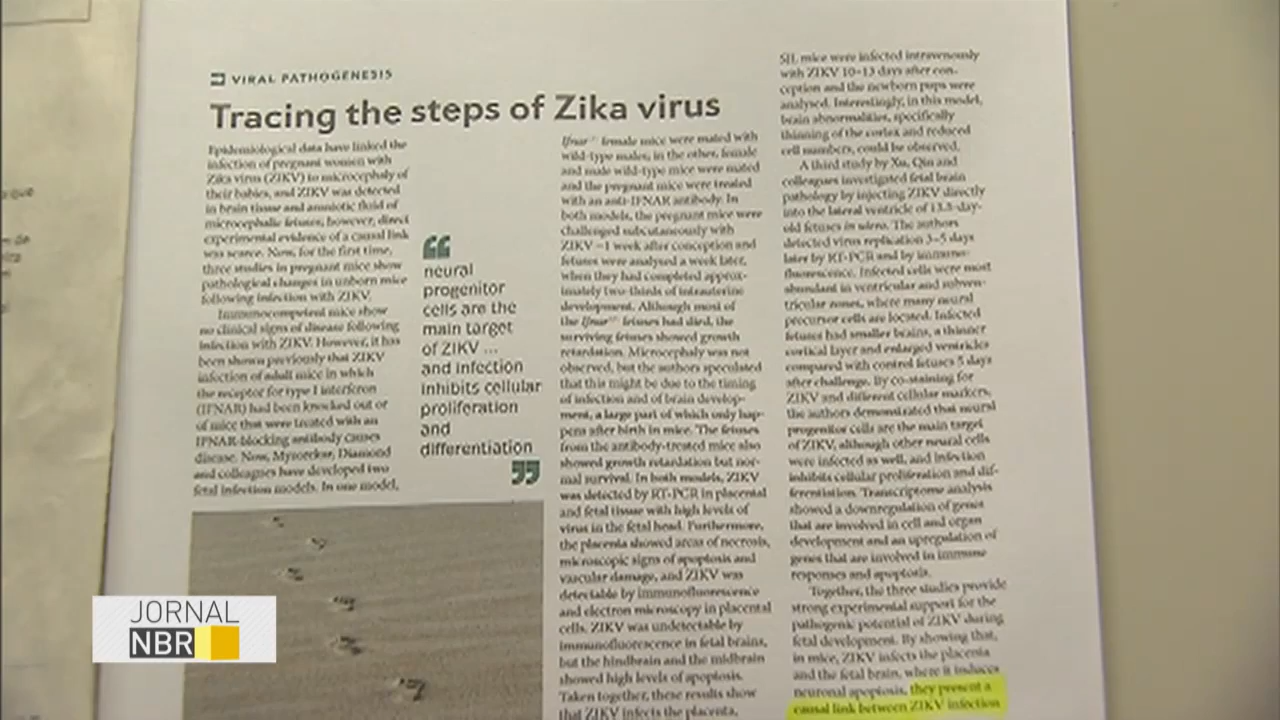 VIRAL PATHOGENESIS
Tracing the steps of Zika virus
Epidemiological data have linked the
infection of pregnant women with
Zika virus (ZIKV) to microcephaly of
their babies, and ZIKV was detected
in brain tissue and amniotic fluid of
microcephalic fetuses; however, direct
experimental evidence of a causal link
was scarce. Now, for the first time,
three studies in pregnant mice show
pathological changes in unborn mice
following infection with ZIKV.
Immunocompetent mice show
no clinical signs of disease following
infection with ZIKV. However, it has
been shown previously that ZIKV
infection of adult mice in which
the receptor for type I interferon
(IFNAR) had been knocked out or
of mice that were treated with an
IFNAR-blocking antibody causes
disease. Now, Mysorekar, Diamond
and colleagues have developed two
fetal infection models. In one model,
“
neural
progenitor
cells are the
main target
of ZIKV ...
and infection
inhibits cellular
proliferation
and
differentiation
”
Ifnar−/− female mice were mated with
wild-type males; in the other, female
and male wild-type mice were mated
and the pregnant mice were treated
with an anti-IFNAR antibody. In
both models, the pregnant mice were
challenged subcutaneously with
ZIKV ~1 week after conception and
fetuses were analysed a week later,
when they had completed approx-
imately two-thirds of intrauterine
development. Although most of
the Ifnar−/− fetuses had died, the
surviving fetuses showed growth
retardation. Microcephaly was not
observed, but the authors speculated
that this might be due to the timing
of infection and of brain develop-
ment, a large part of which only hap-
pens after birth in mice. The fetuses
from the antibody-treated mice also
showed growth retardation but nor-
mal survival. In both models, ZIKV
was detected by RT-PCR in placental
and fetal tissue with high levels of
virus in the fetal head. Furthermore,
the placenta showed areas of necrosis,
microscopic signs of apoptosis and
vascular damage, and ZIKV was
detectable by immunofluorescence
and electron microscopy in placental
cells. ZIKV was undetectable by
immunofluorescence in fetal brains,
but the hindbrain and the midbrain
showed high levels of apoptosis.
Taken together, these results show
that ZIKV infects the placenta,
SJL mice were infected intravenously
with ZIKV 10–13 days after con-
ception and the newborn pups were
analysed. Interestingly, in this model,
brain abnormalities, specifically
thinning of the cortex and reduced
cell numbers, could be observed.
A third study by Xu, Qin and
colleagues investigated fetal brain
pathology by injecting ZIKV directly
into the lateral ventricle of 13.5-day-
old fetuses in utero. The authors
detected virus replication 3–5 days
later by RT-PCR and by immuno-
fluorescence. Infected cells were most
abundant in ventricular and subven-
tricular zones, where many neural
precursor cells are located. Infected
fetuses had smaller brains, a thinner
cortical layer and enlarged ventricles
compared with control fetuses 5 days
after challenge. By co-staining for
ZIKV and different cellular markers,
the authors demonstrated that neural
progenitor cells are the main target
of ZIKV, although other neural cells
were infected as well, and infection
inhibits cellular proliferation and dif-
ferentiation. Transcriptome analysis
showed a downregulation of genes
that are involved in cell and organ
development and an upregulation of
genes that are involved in immune
responses and apoptosis.
Together, the three studies provide
strong experimental support for the
pathogenic potential of ZIKV during
fetal development. By showing that,
in mice, ZIKV infects the placenta
and the fetal brain, where it induces
neuronal apoptosis, they present a
causal link between ZIKV infection
JORNAL
NBR